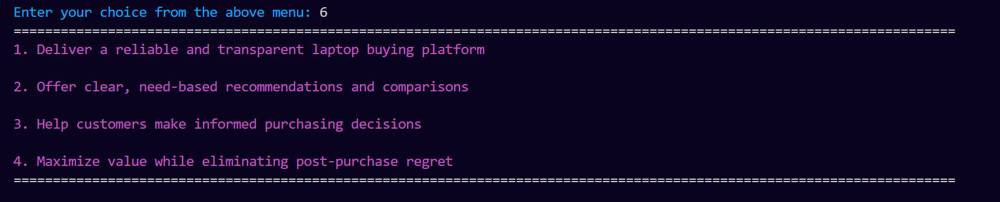 Enter your choice from the above menu: 6
========================================================================================================================
1. Deliver a reliable and transparent laptop buying platform
2. Offer clear, need-based recommendations and comparisons
3. Help customers make informed purchasing decisions
4. Maximize value while eliminating post-purchase regret
========================================================================================================================